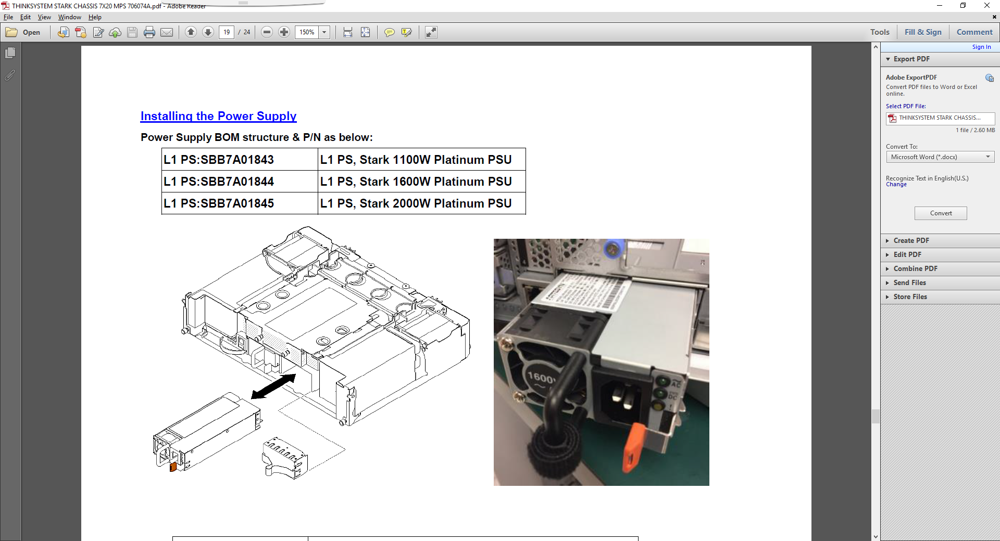 THINKSYSTEM STARK CHASSIS 7X20 MPS 706074A.pdf - Adobe Reader
File Edit View Window Help
Open
19 / 24
150%
Tools
Fill & Sign
Comment
Sign In
Export PDF
Adobe ExportPDF
Convert PDF files to Word or Excel
online.
Select PDF File:
THINKSYSTEM STARK CHASSIS...
1 file / 2.60 MB
Convert To:
Microsoft Word (*.docx)
Recognize Text in English(U.S.)
Change
Convert
Create PDF
Edit PDF
Combine PDF
Send Files
Store Files
Installing the Power Supply
Power Supply BOM structure & P/N as below:
L1 PS:SBB7A01843 L1 PS, Stark 1100W Platinum PSU
L1 PS:SBB7A01844 L1 PS, Stark 1600W Platinum PSU
L1 PS:SBB7A01845 L1 PS, Stark 2000W Platinum PSU
1600
AC
DC
!